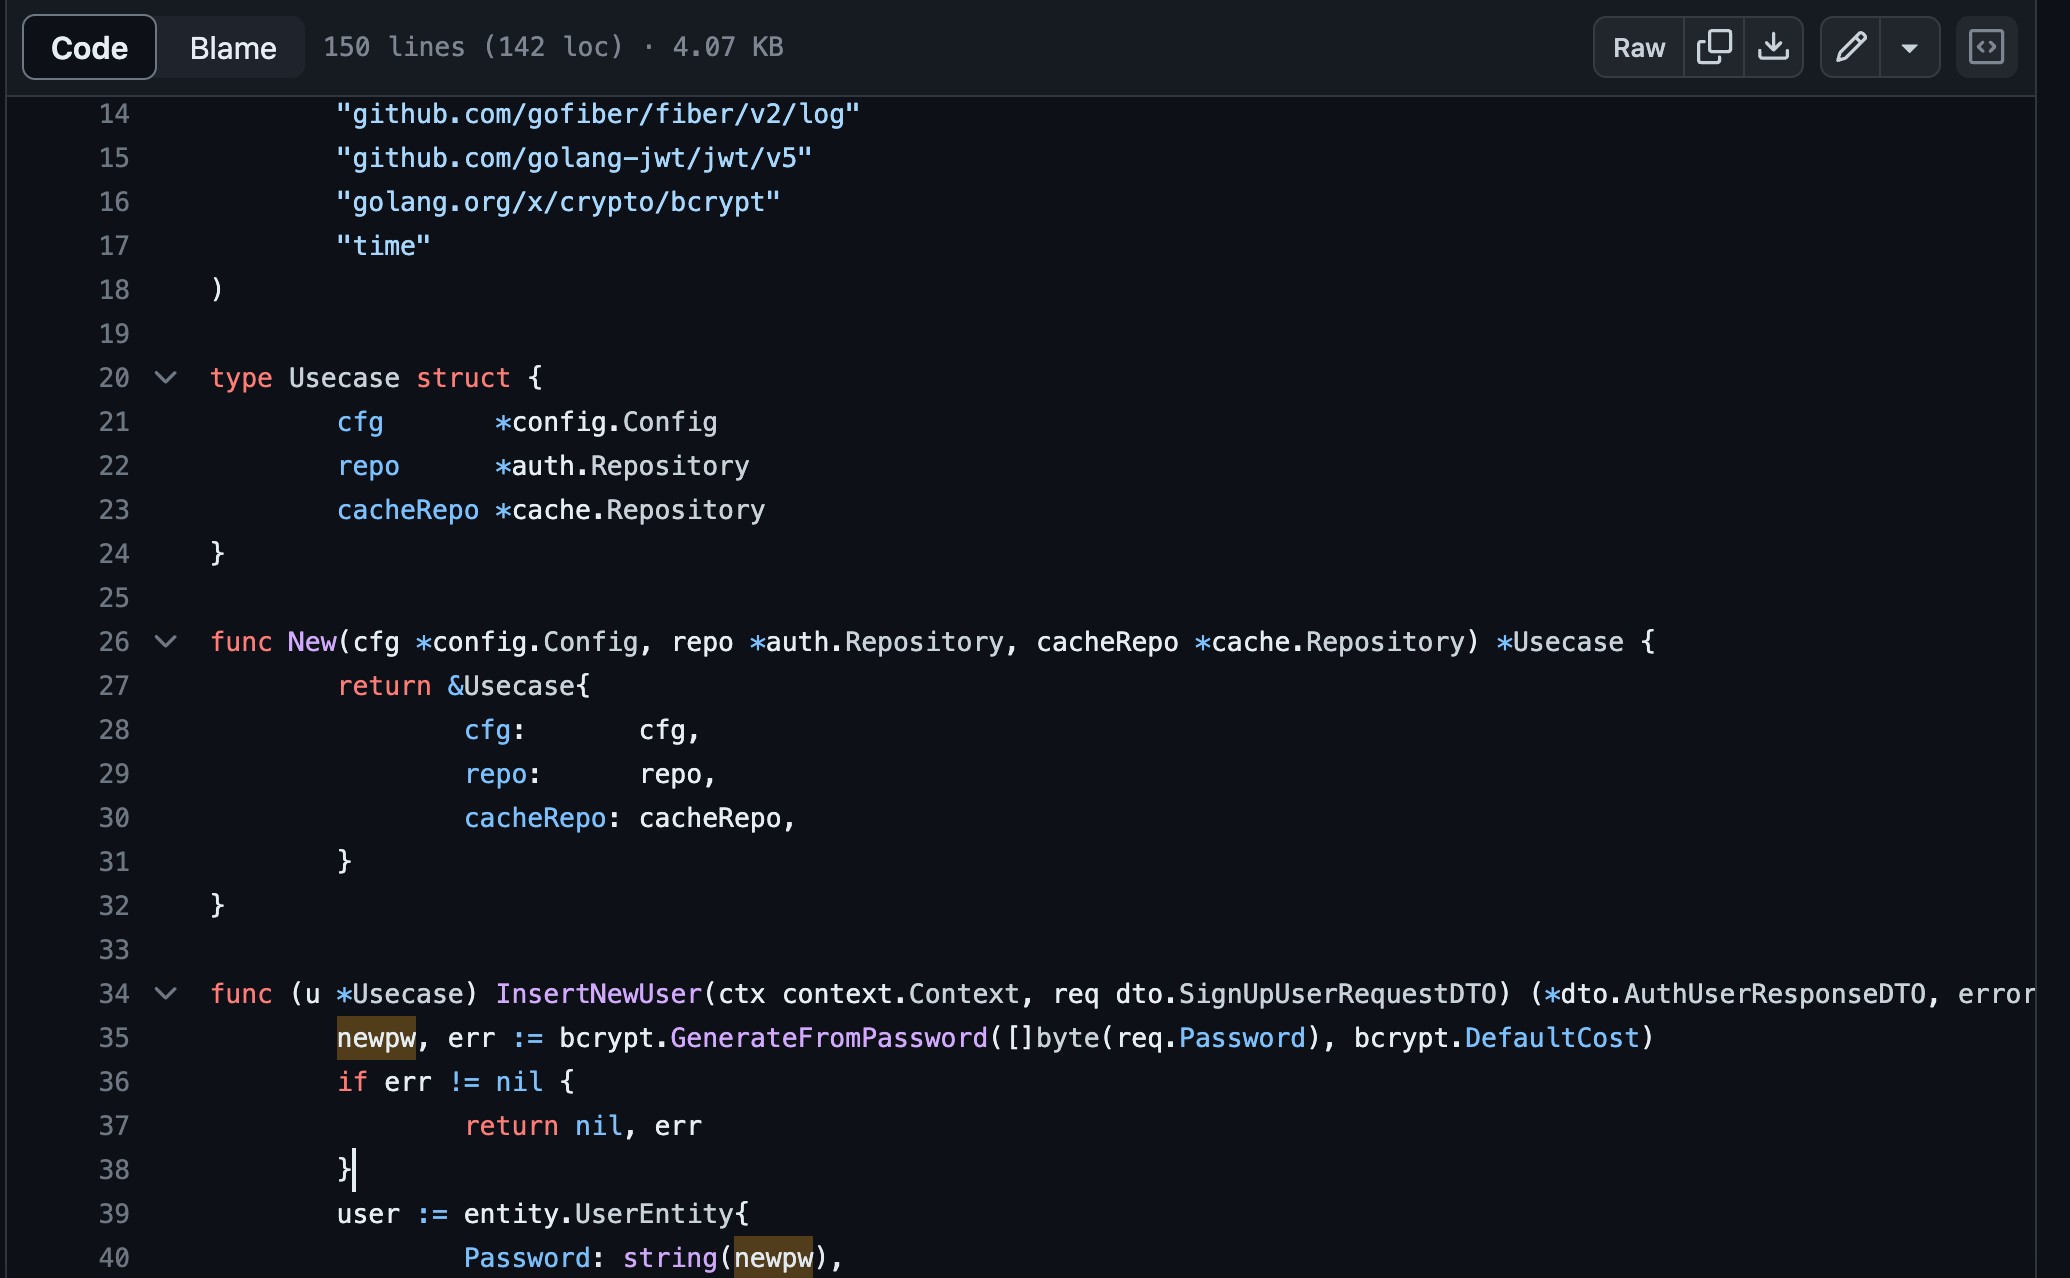 Code Blame 150 lines (142 loc) · 4.07 KB Raw
14 "github.com/gofiber/fiber/v2/log"
15 "github.com/golang-jwt/jwt/v5"
16 "golang.org/x/crypto/bcrypt"
17 "time"
18 )
19
20 type Usecase struct {
21 cfg *config.Config
22 repo *auth.Repository
23 cacheRepo *cache.Repository
24 }
25
26 func New(cfg *config.Config, repo *auth.Repository, cacheRepo *cache.Repository) *Usecase {
27 return &Usecase{
28 cfg: cfg,
29 repo: repo,
30 cacheRepo: cacheRepo,
31 }
32 }
33
34 func (u *Usecase) InsertNewUser(ctx context.Context, req dto.SignUpUserRequestDTO) (*dto.AuthUserResponseDTO, error
35 newpw, err := bcrypt.GenerateFromPassword([]byte(req.Password), bcrypt.DefaultCost)
36 if err != nil {
37 return nil, err
38 }
39 user := entity.UserEntity{
40 Password: string(newpw),